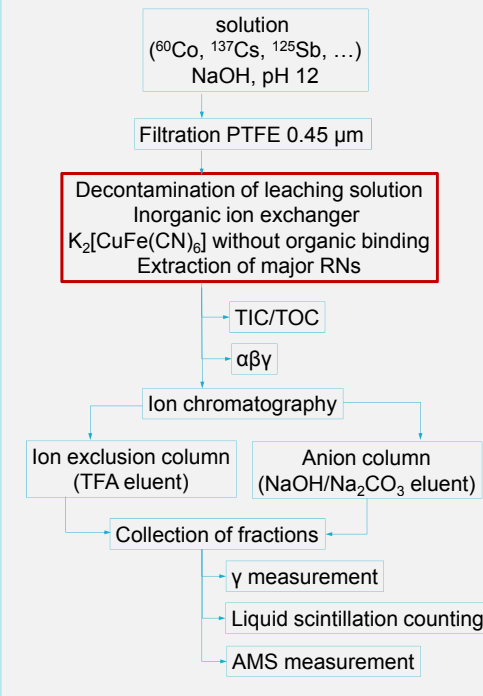 solution
(⁶⁰Co, ¹³⁷Cs, ¹²⁵Sb, …)
NaOH, pH 12
Filtration PTFE 0.45 µm
Decontamination of leaching solution
Inorganic ion exchanger
K₂[CuFe(CN)₆] without organic binding
Extraction of major RNs
TIC/TOC
αβγ
Ion chromatography
Ion exclusion column
(TFA eluent)
Anion column
(NaOH/Na₂CO₃ eluent)
Collection of fractions
γ measurement
Liquid scintillation counting
AMS measurement